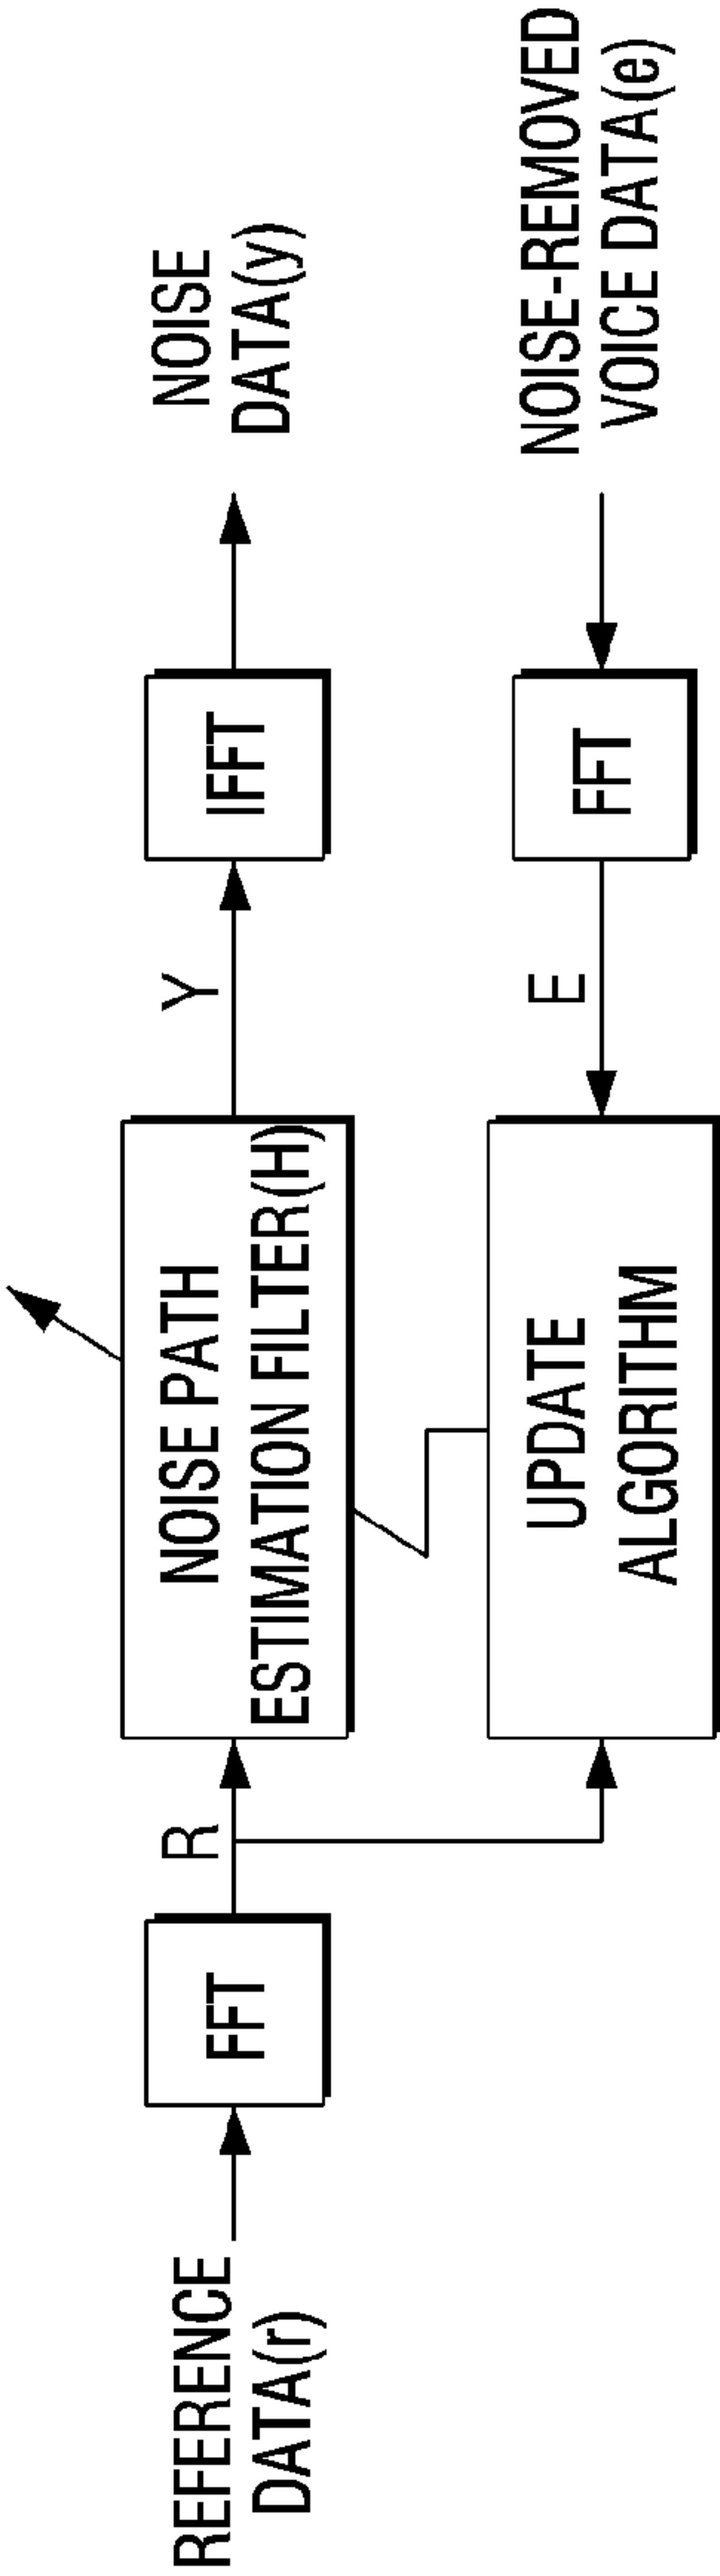 REFERENCE
DATA(r)
FFT
R
NOISE PATH
ESTIMATION FILTER(H)
Y
IFFT
NOISE
DATA(y)
UPDATE
ALGORITHM
E
FFT
NOISE-REMOVED
VOICE DATA(e)